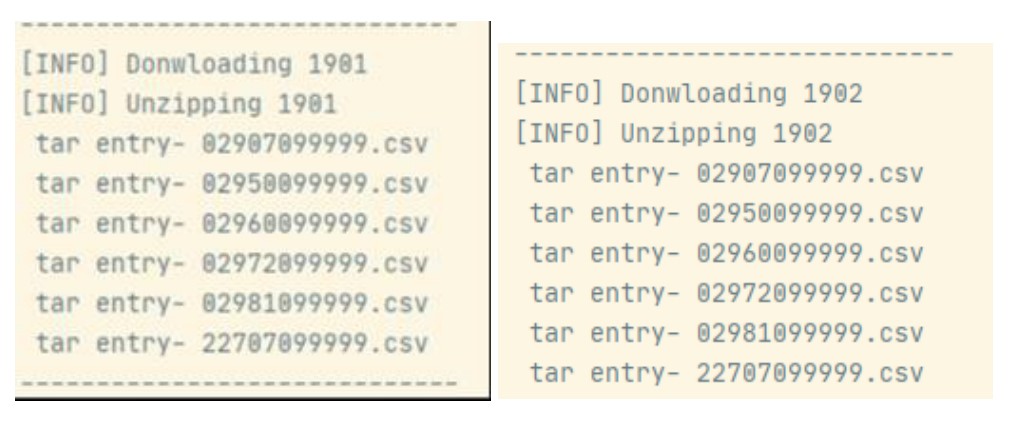 -----------------------------
[INFO] Donwloading 1901
[INFO] Unzipping 1901
tar entry- 02907099999.csv
tar entry- 02950099999.csv
tar entry- 02960099999.csv
tar entry- 02972099999.csv
tar entry- 02981099999.csv
tar entry- 22707099999.csv
-----------------------------
-----------------------------
[INFO] Donwloading 1902
[INFO] Unzipping 1902
tar entry- 02907099999.csv
tar entry- 02950099999.csv
tar entry- 02960099999.csv
tar entry- 02972099999.csv
tar entry- 02981099999.csv
tar entry- 22707099999.csv